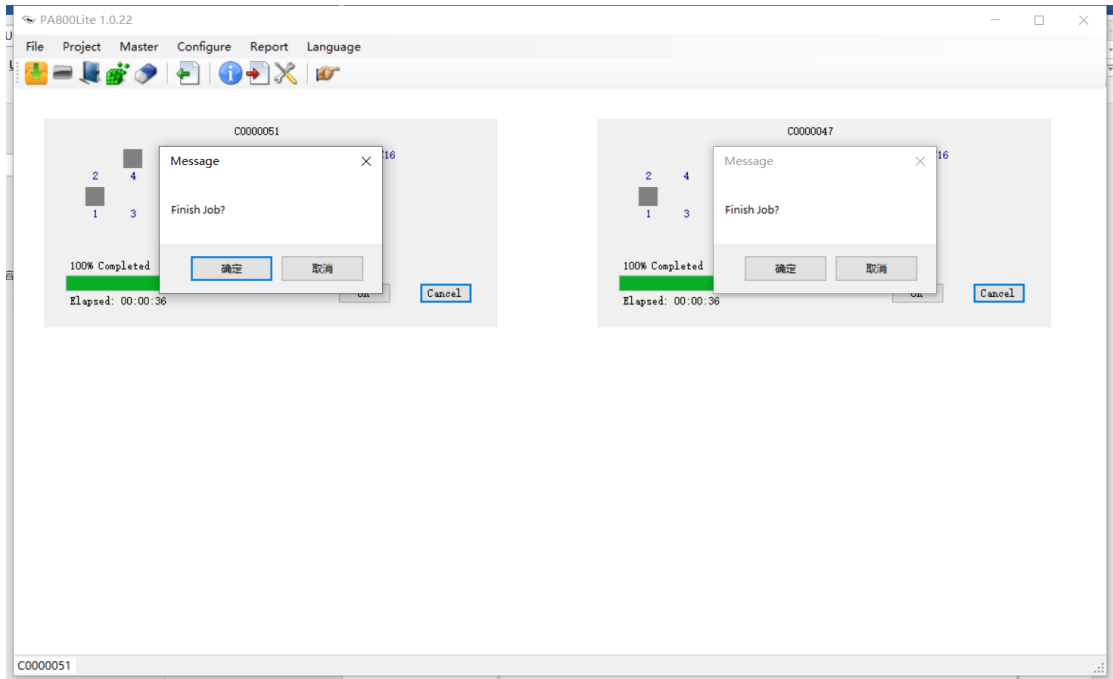 PA800Lite 1.0.22
File Project Master Configure Report Language
C0000051
2 4
1 3
16
Message
Finish Job?
确定 取消
100% Completed
Elapsed: 00:00:36
Cancel
C0000047
2 4
1 3
16
Message
Finish Job?
确定 取消
100% Completed
Elapsed: 00:00:36
Cancel
C0000051